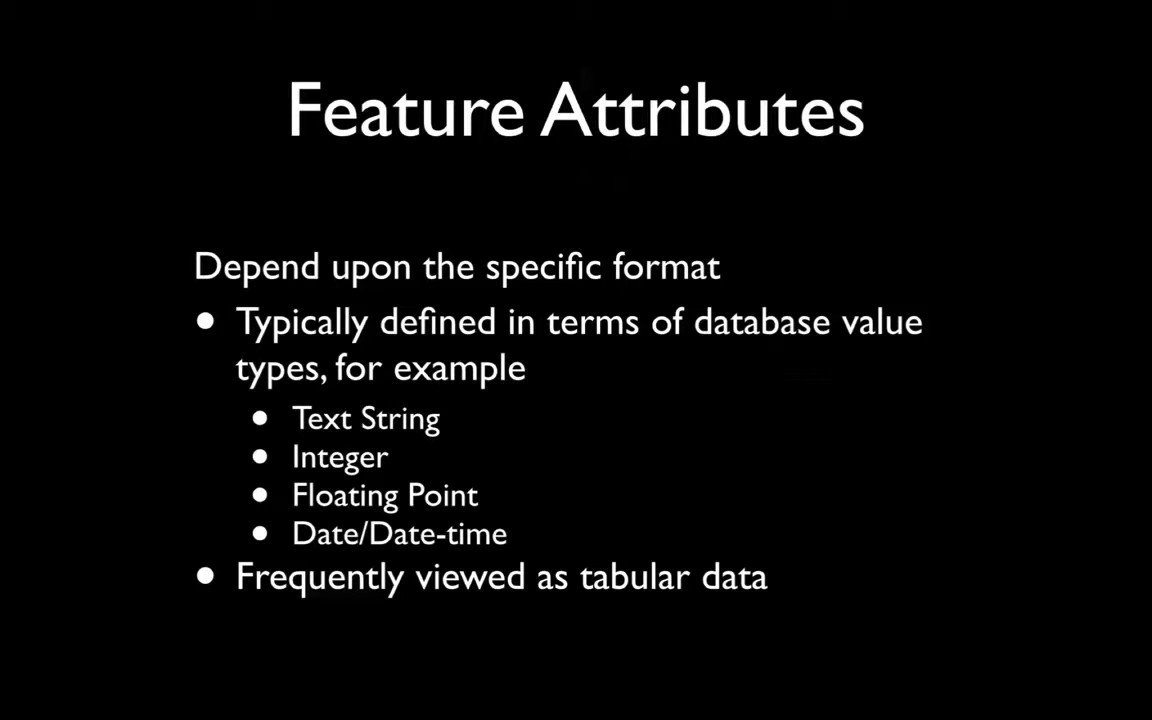 Feature Attributes
Depend upon the specific format
• Typically defined in terms of database value
types, for example
• Text String
• Integer
• Floating Point
• Date/Date-time
• Frequently viewed as tabular data